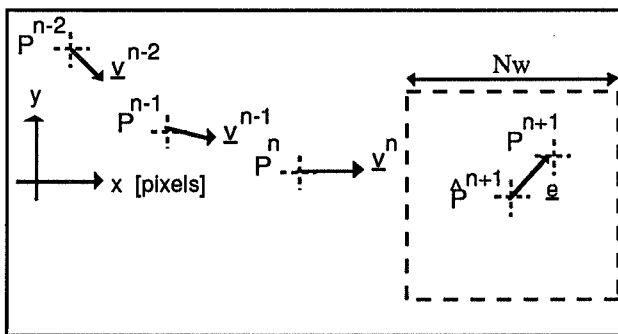 P^n-2
v^n-2
Nw
y
P^n-1
v^n-1
P^n
v^n
P^n+1
x [pixels]
P̂^n+1
e